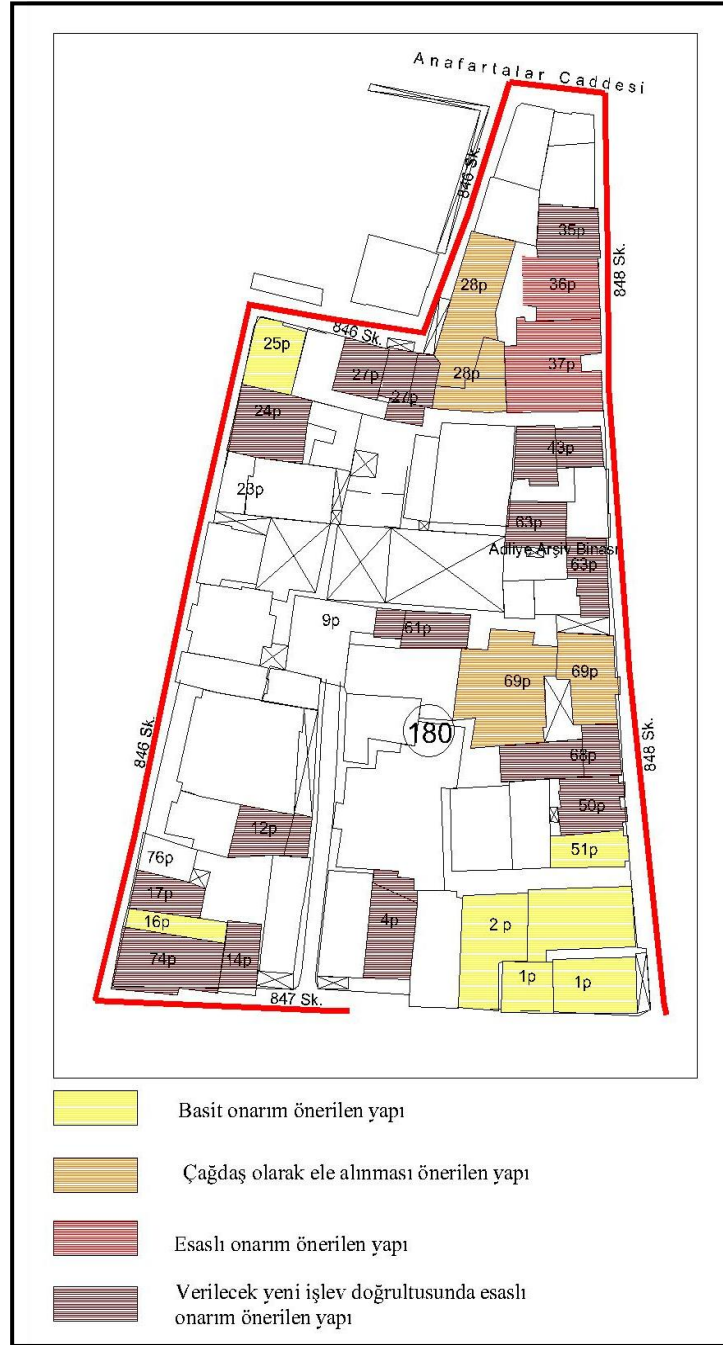 Anafartalar Caddesi
846 Sk.
35p
848 Sk.
28p
36p
846 Sk.
25p
37p
27p
28p
27p
24p
43p
23p
63p
Adliye Arşiv Binası
63p
9p
61p
69p
69p
180
846 Sk.
848 Sk.
68p
50p
12p
51p
76p
17p
16p
4p
2 p
74p
14p
1p
1p
847 Sk.
Basit onarım önerilen yapı
Çağdaş olarak ele alınması önerilen yapı
Esaslı onarım önerilen yapı
Verilecek yeni işlev doğrultusunda esaslı
onarım önerilen yapı